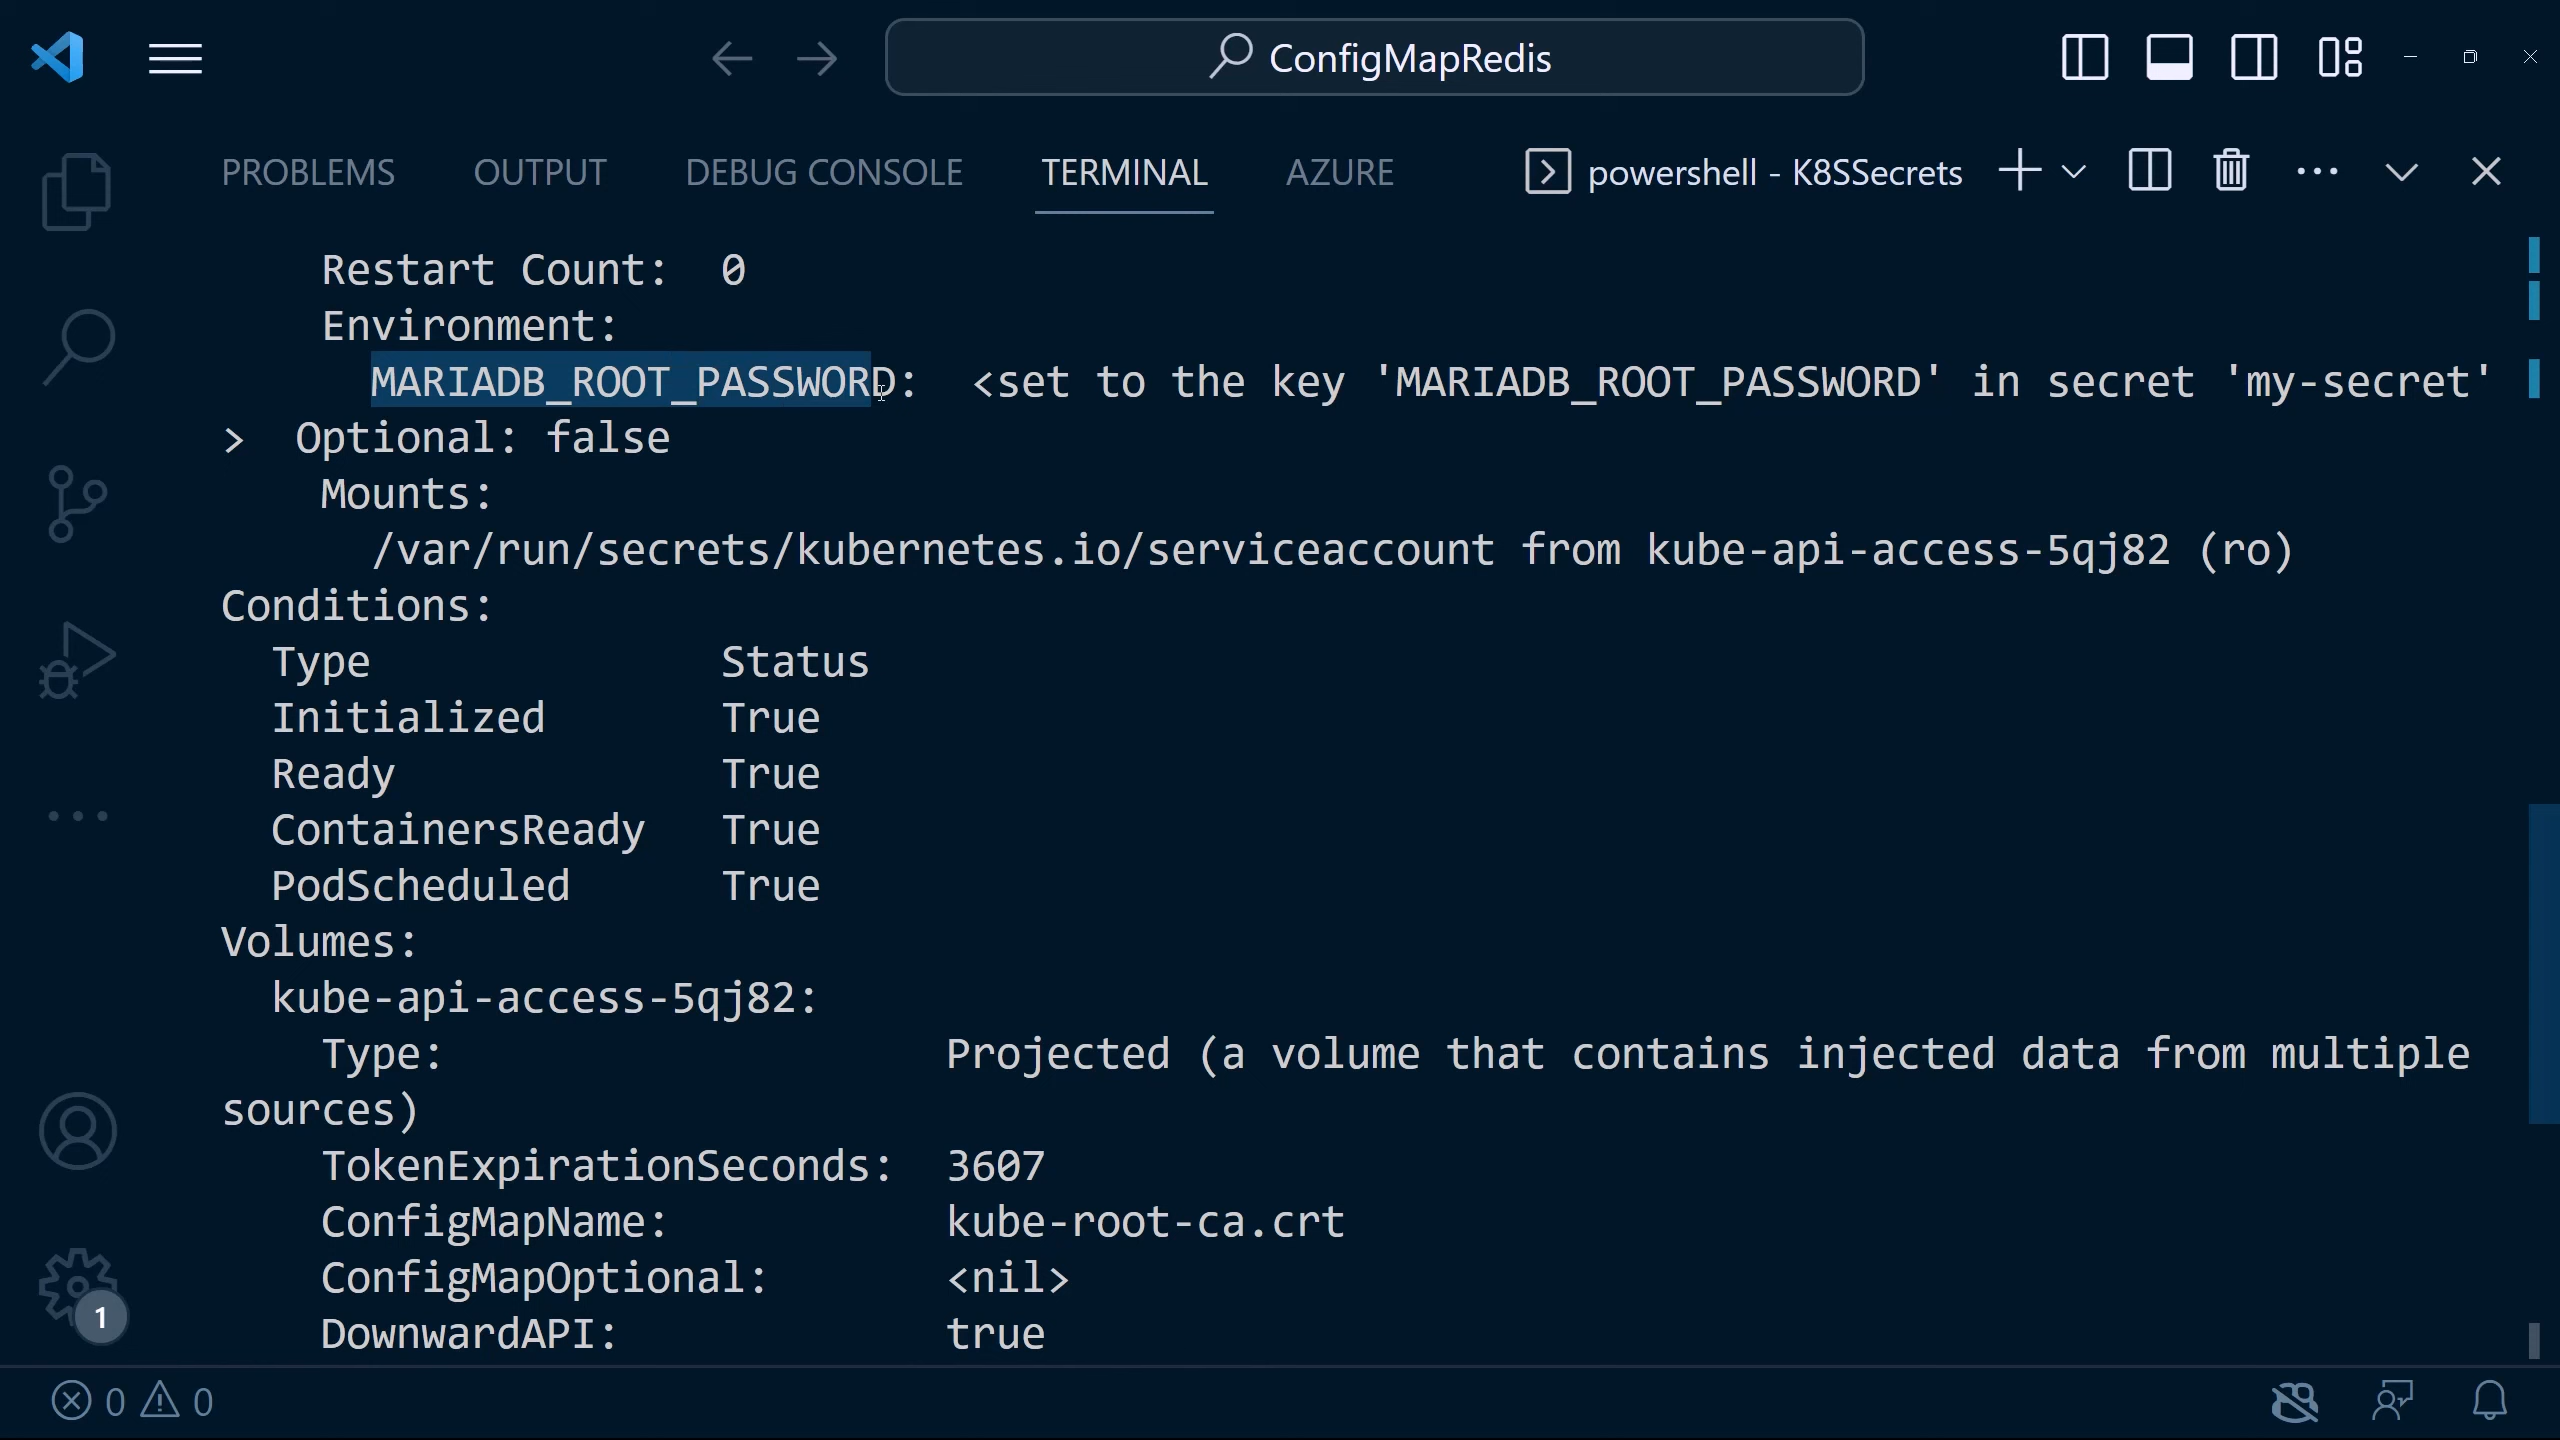 ConfigMapRedis
PROBLEMS OUTPUT DEBUG CONSOLE TERMINAL AZURE powershell - K8SSecrets
Restart Count:  0
Environment:
MARIADB_ROOT_PASSWORD:  <set to the key 'MARIADB_ROOT_PASSWORD' in secret 'my-secret'
>  Optional: false
Mounts:
/var/run/secrets/kubernetes.io/serviceaccount from kube-api-access-5qj82 (ro)
Conditions:
Type Status
Initialized True
Ready True
ContainersReady True
PodScheduled True
Volumes:
kube-api-access-5qj82:
Type: Projected (a volume that contains injected data from multiple
sources)
TokenExpirationSeconds:  3607
ConfigMapName: kube-root-ca.crt
ConfigMapOptional: <nil>
DownwardAPI: true
1
0 0